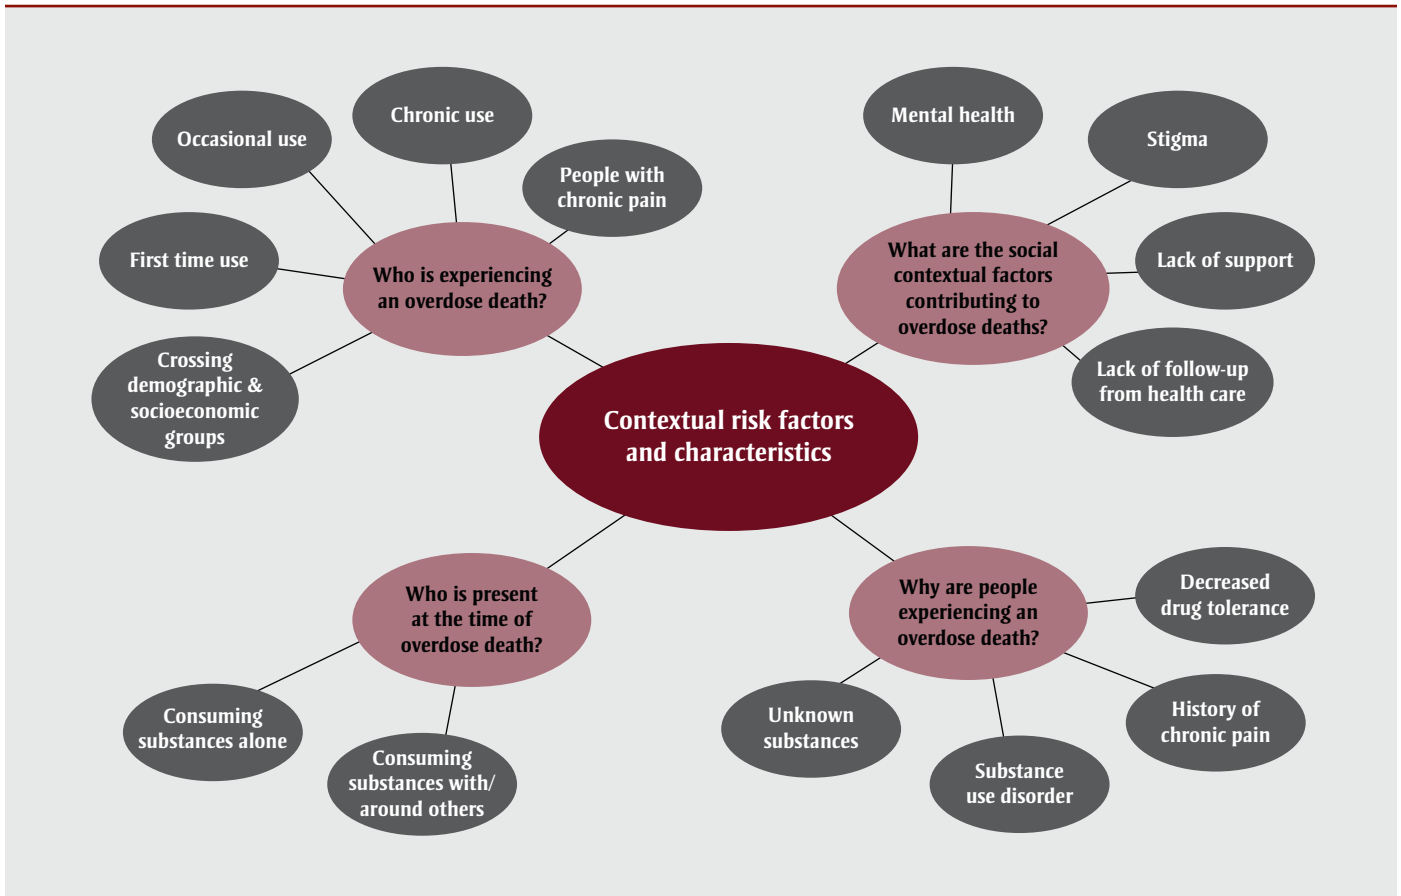 Chronic use
Occasional use
People with
chronic pain
First time use
Who is experiencing
an overdose death?
Crossing
demographic &
socioeconomic
groups
Mental health
Stigma
What are the social
contextual factors
contributing to
overdose deaths?
Lack of support
Lack of follow-up
from health care
Contextual risk factors
and characteristics
Who is present
at the time of
overdose death?
Consuming
substances alone
Consuming
substances with/
around others
Why are people
experiencing an
overdose death?
Decreased
drug tolerance
History of
chronic pain
Unknown
substances
Substance
use disorder